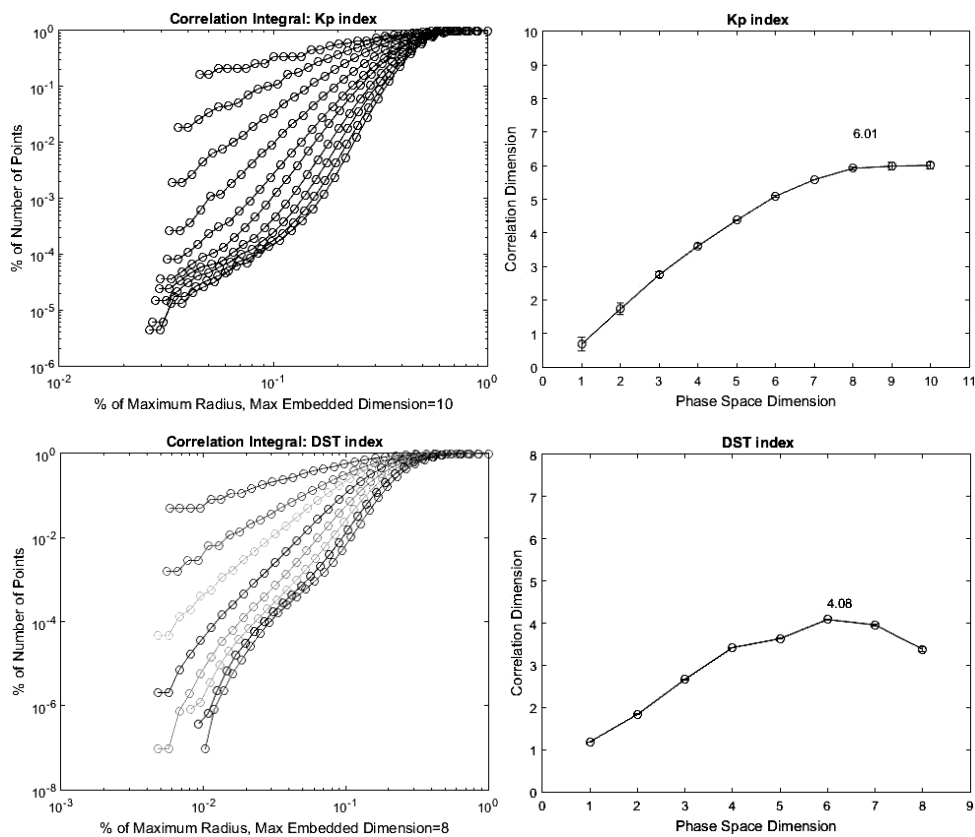 Correlation Integral: Kp index
10^0
10^-1
10^-2
10^-3
10^-4
10^-5
10^-6
% of Number of Points
10^-2
10^-1
10^0
% of Maximum Radius, Max Embedded Dimension=10
Kp index
10
9
8
7
6
5
4
3
2
1
0
Correlation Dimension
6.01
0 1 2 3 4 5 6 7 8 9 10 11
Phase Space Dimension
Correlation Integral: DST index
10^0
10^-2
10^-4
10^-6
10^-8
% of Number of Points
10^-3
10^-2
10^-1
10^0
% of Maximum Radius, Max Embedded Dimension=8
DST index
8
7
6
5
4
3
2
1
0
Correlation Dimension
4.08
0 1 2 3 4 5 6 7 8 9
Phase Space Dimension